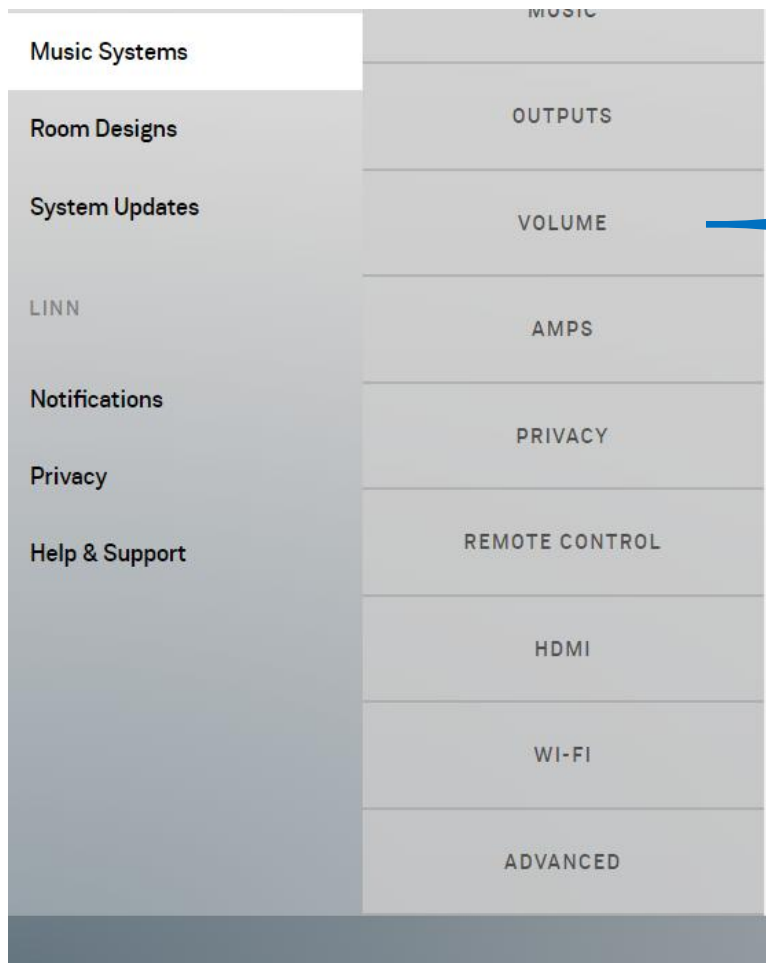 Music Systems
Room Designs
System Updates
LINN
Notifications
Privacy
Help & Support
MUSIC
OUTPUTS
VOLUME
AMPS
PRIVACY
REMOTE CONTROL
HDMI
WI-FI
ADVANCED